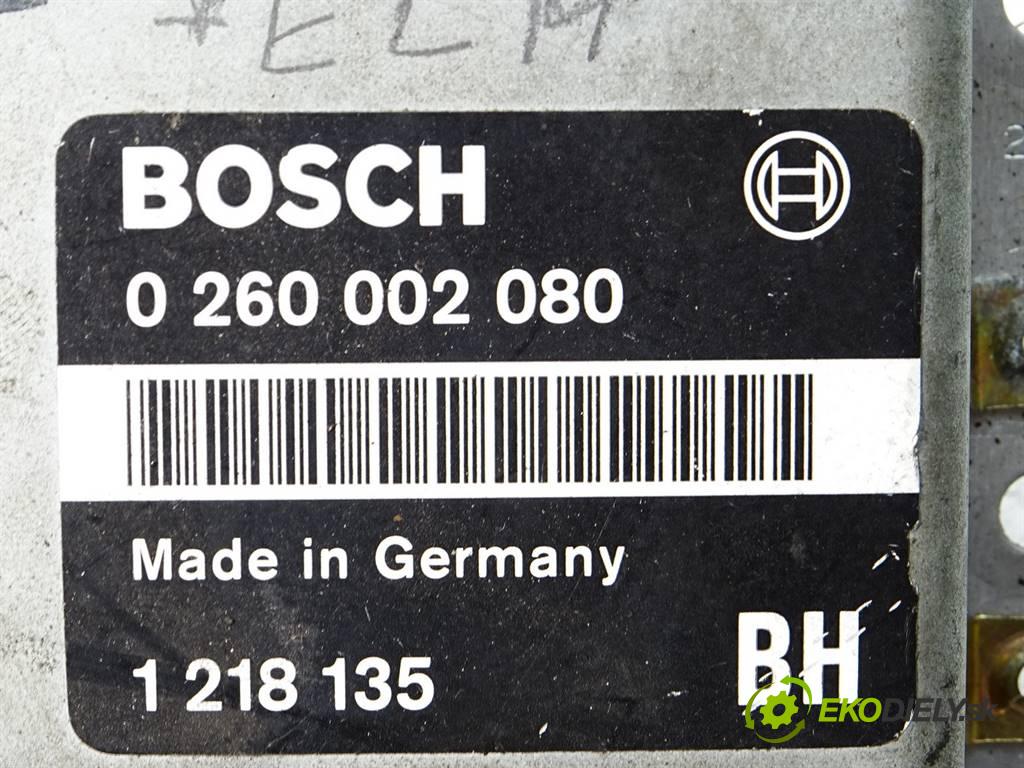 BOSCH
0 260 002 080
Made in Germany
BH
1 218 135
EKODIELY.sk